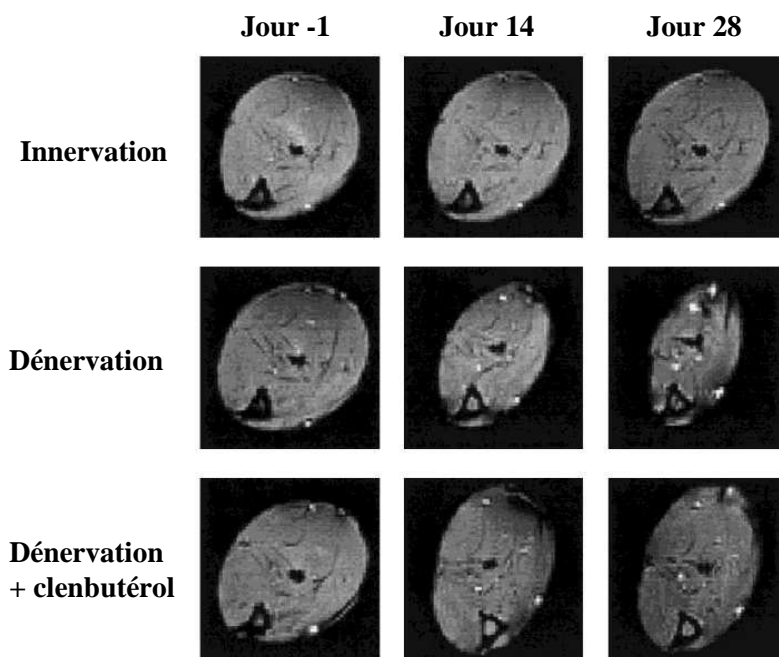 Jour -1
Jour 14
Jour 28
Innervation
Dénervation
Dénervation
+ clenbutérol